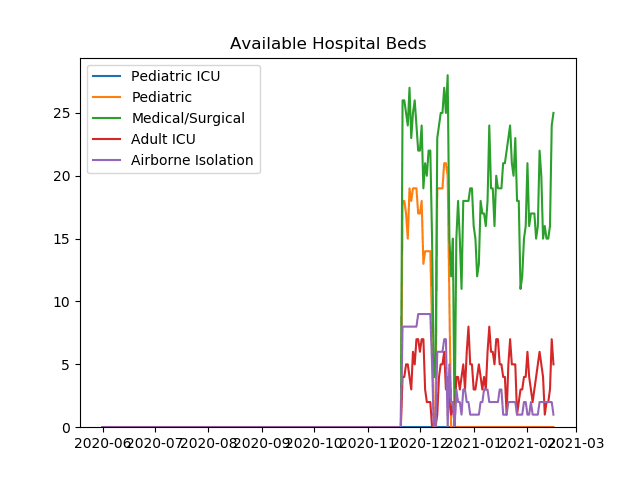 Available Hospital Beds
Pediatric ICU
Pediatric
Medical/Surgical
Adult ICU
Airborne Isolation
25
20
15
10
5
0
2020-06 2020-07 2020-08 2020-09 2020-10 2020-11 2020-12 2021-01 2021-02 2021-03